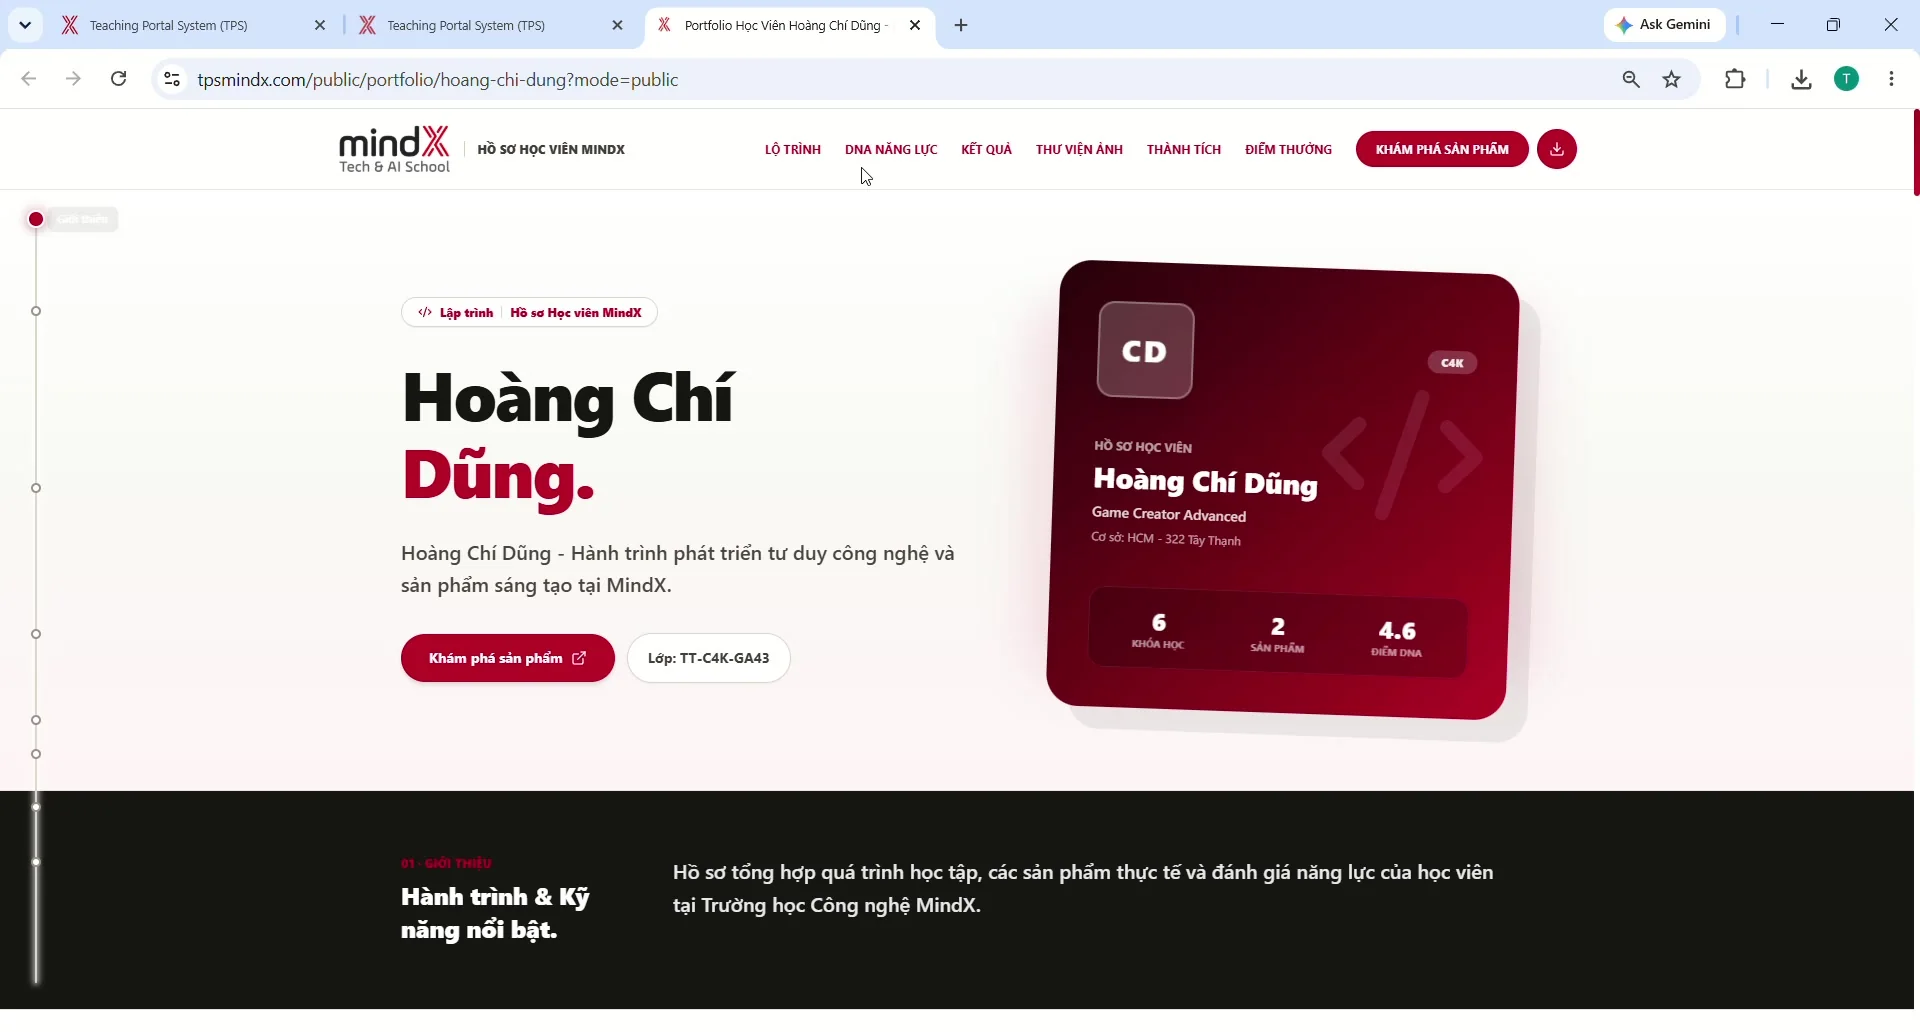 Teaching Portal System (TPS)
Teaching Portal System (TPS)
Portfolio Học Viên Hoàng Chí Dũng -
Ask Gemini
tpsmindx.com/public/portfolio/hoang-chi-dung?mode=public
T
mindX
Tech & AI School
HỒ SƠ HỌC VIÊN MINDX
LỘ TRÌNH
DNA NĂNG LỰC
KẾT QUẢ
THƯ VIỆN ẢNH
THÀNH TÍCH
ĐIỂM THƯỞNG
KHÁM PHÁ SẢN PHẨM
Giới thiệu
</> Lập trình
Hồ sơ Học viên MindX
Hoàng Chí
Dũng.
Hoàng Chí Dũng - Hành trình phát triển tư duy công nghệ và
sản phẩm sáng tạo tại MindX.
Khám phá sản phẩm
Lớp: TT-C4K-GA43
CD
C4K
</>
HỒ SƠ HỌC VIÊN
Hoàng Chí Dũng
Game Creator Advanced
Cơ sở: HCM - 322 Tây Thạnh
6
KHÓA HỌC
2
SẢN PHẨM
4.6
ĐIỂM DNA
01 · GIỚI THIỆU
Hành trình & Kỹ
năng nổi bật.
Hồ sơ tổng hợp quá trình học tập, các sản phẩm thực tế và đánh giá năng lực của học viên
tại Trường học Công nghệ MindX.